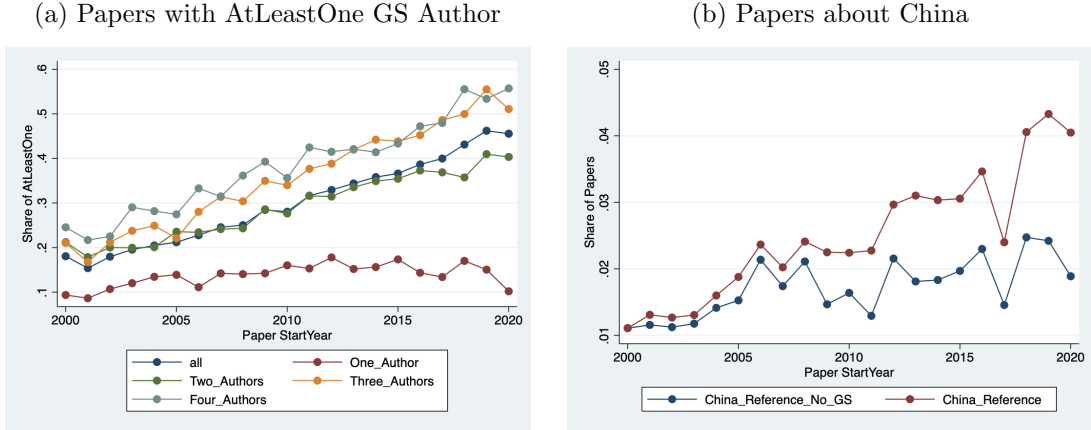 (a) Papers with AtLeastOne GS Author
Share of AtLeastOne
.6
.5
.4
.3
.2
.1
2000 2005 2010 2015 2020
Paper StartYear
all One_Author
Two_Authors Three_Authors
Four_Authors
(b) Papers about China
Share of Papers
.05
.04
.03
.02
.01
2000 2005 2010 2015 2020
Paper StartYear
China_Reference_No_GS China_Reference